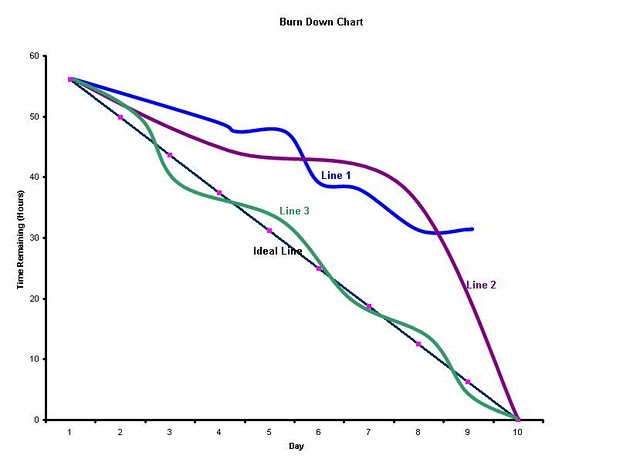 Burn Down Chart
60
50
40
30
20
10
0
Time Remaining (Hours)
Line 1
Line 3
Ideal Line
Line 2
1 2 3 4 5 6 7 8 9 10
Day